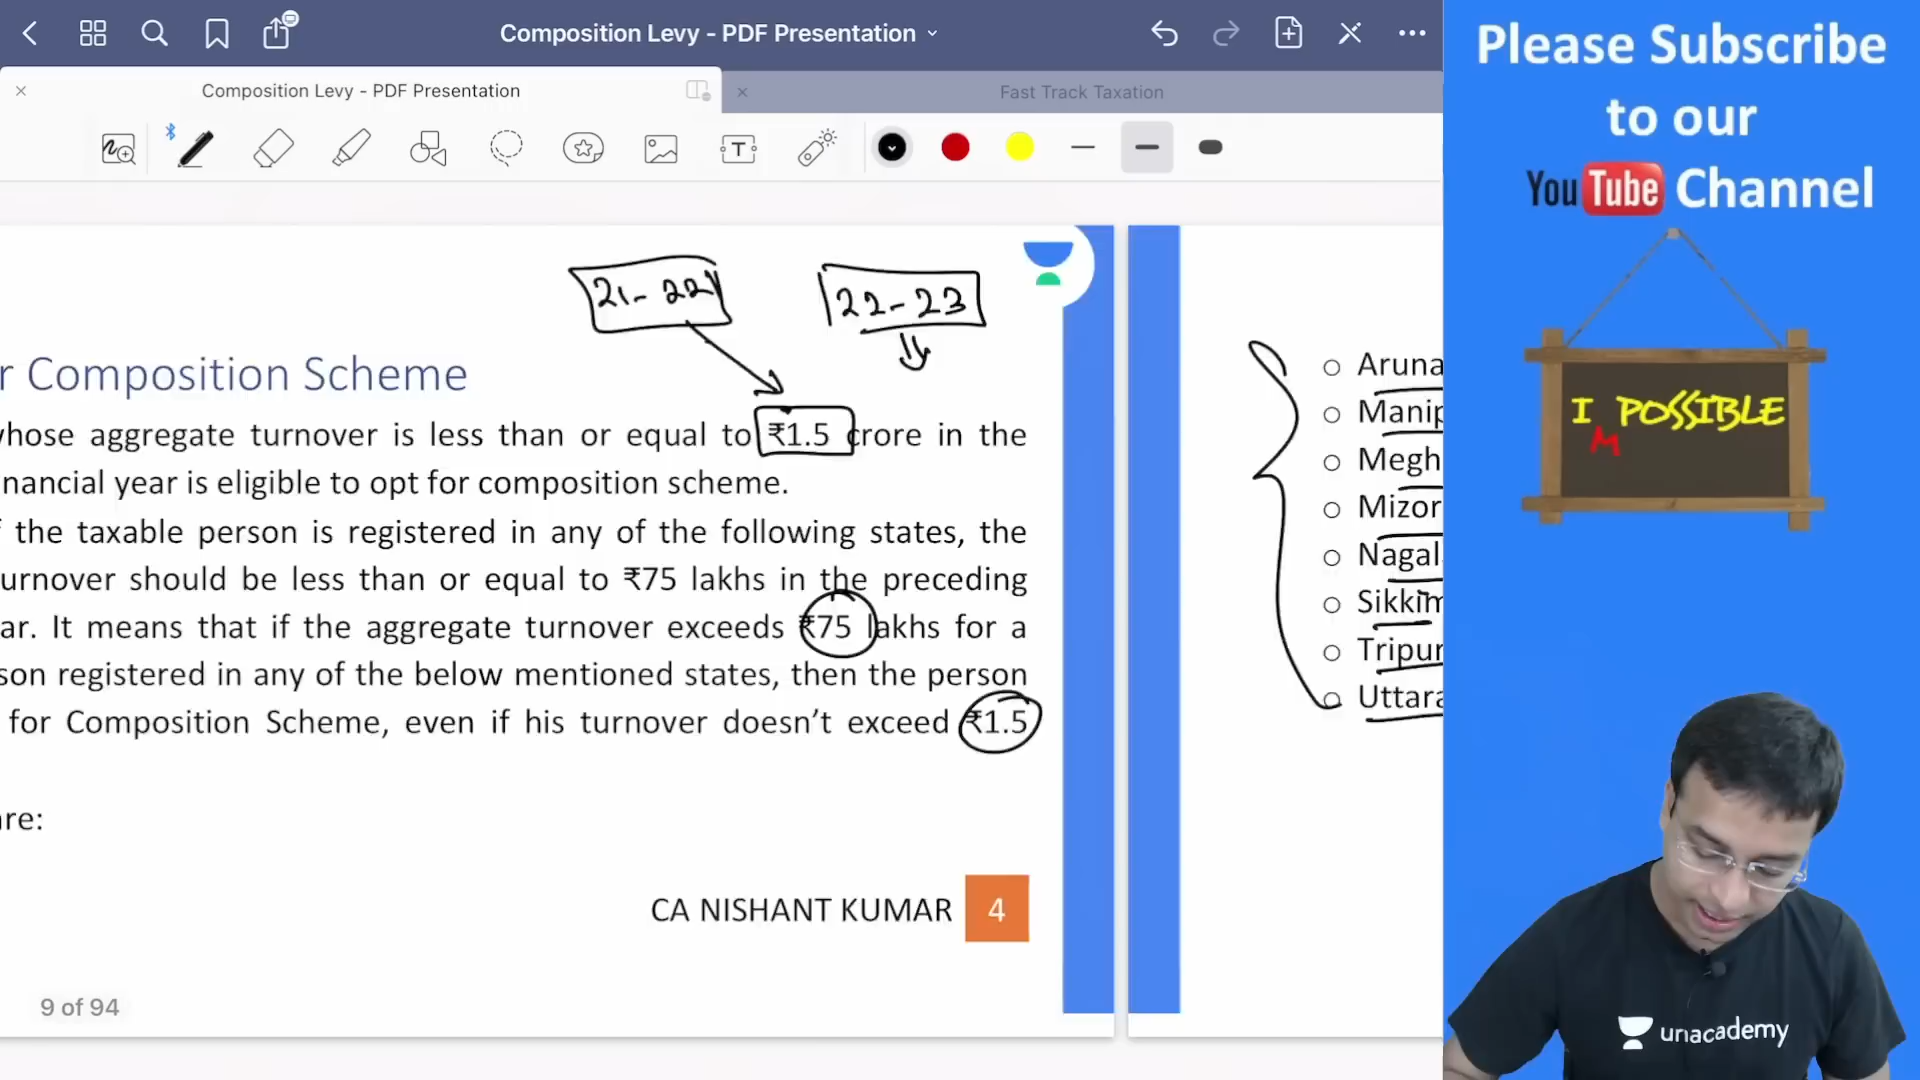 Composition Levy - PDF Presentation
Composition Levy - PDF Presentation
Fast Track Taxation
T
21-22
22-23
r Composition Scheme
whose aggregate turnover is less than or equal to ₹1.5 crore in the
nancial year is eligible to opt for composition scheme.
f the taxable person is registered in any of the following states, the
urnover should be less than or equal to ₹75 lakhs in the preceding
ar. It means that if the aggregate turnover exceeds ₹75 lakhs for a
son registered in any of the below mentioned states, then the person
for Composition Scheme, even if his turnover doesn't exceed ₹1.5
re:
CA NISHANT KUMAR 4
9 of 94
Aruna
Manip
Megh
Mizor
Nagal
Sikkim
Tripur
Uttara
Please Subscribe
to our
YouTube Channel
I POSSIBLE
M
unacademy